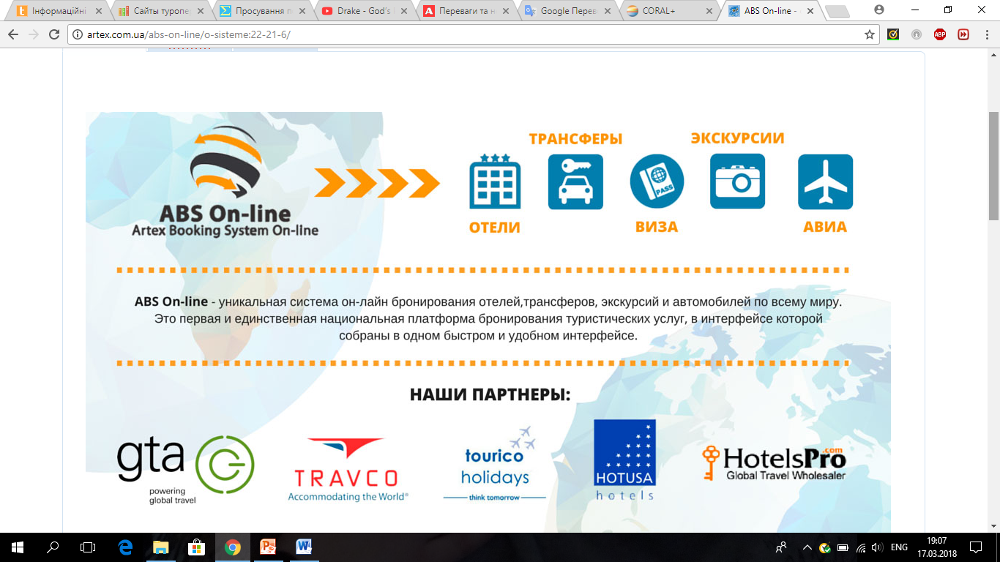 Інформаційні
Сайты туропе
Просування п
Drake - God's
Переваги та н
Google Перев
CORAL+
ABS On-line -
artex.com.ua/abs-on-line/o-sisteme:22-21-6/
ABP
ТРАНСФЕРЫ
ЭКСКУРСИИ
PASS
ABS On-line
Artex Booking System On-line
ОТЕЛИ
ВИЗА
АВИА
ABS On-line - уникальная система он-лайн бронирования отелей,трансферов, экскурсий и автомобилей по всему миру.
Это первая и единственная национальная платформа бронирования туристических услуг, в интерфейсе которой
собраны в одном быстром и удобном интерфейсе.
НАШИ ПАРТНЕРЫ:
gta
powering
global travel
TRAVCO
Accommodating the World®
tourico
holidays
think tomorrow
HOTUSA
hotels
HotelsPro.com
Global Travel Wholesaler
ENG
19:07
17.03.2018